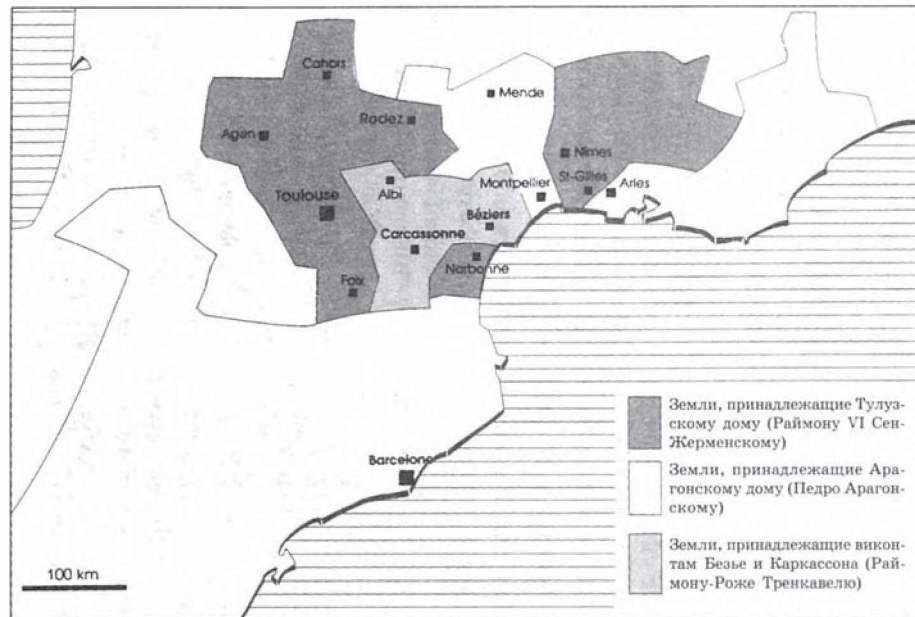 Cahors
Mende
Rodez
Agen
Nîmes
St-Gilles
Arles
Montpellier
Albi
Toulouse
Béziers
Carcassonne
Narbonne
Foix
Barcelone
100 km
Земли, принадлежащие Тулуз-
скому дому (Раймону VI Сен-
Жерменскому)
Земли, принадлежащие Ара-
гонскому дому (Педро Арагон-
скому)
Земли, принадлежащие викон-
там Безье и Каркассона (Рай-
мону-Роже Тренкавелю)